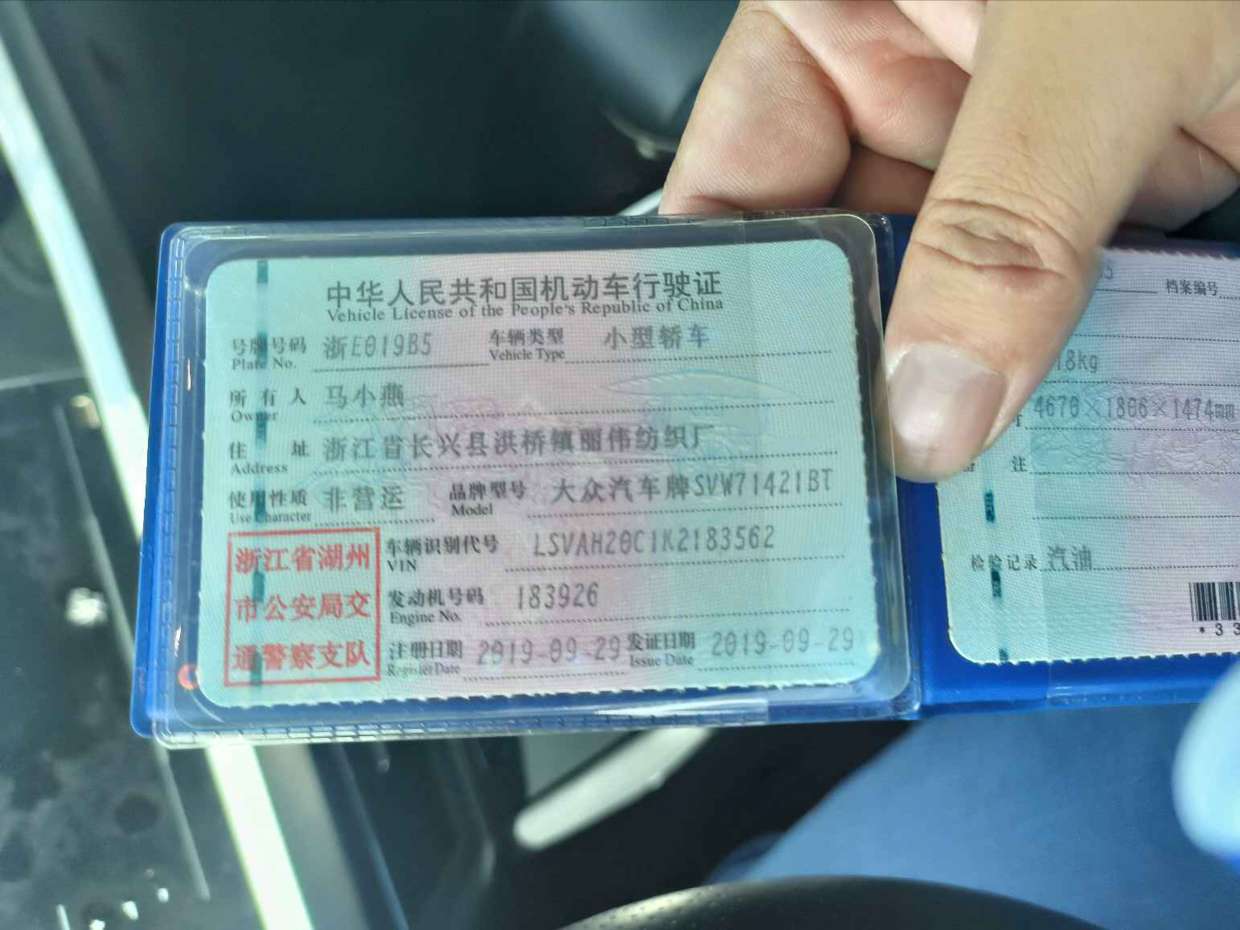 中华人民共和国机动车行驶证
Vehicle License of the People's Republic of China
号牌号码 浙E019B5 车辆类型 小型轿车
Plate No. Vehicle Type
所有人 马小燕
Owner
住址 浙江省长兴县洪桥镇丽伟纺织厂
Address
使用性质 非营运 品牌型号 大众汽车牌SVW71421BT
Use Character Model
浙江省湖州
市公安局交
通警察支队
车辆识别代号 LSVAH20C1K2183562
VIN
发动机号码 183926
Engine No.
注册日期 2019-09-29 发证日期 2019-09-29
Register Date Issue Date
档案编号
18kg
4670×1806×1474mm
注
检验记录 汽油
*33